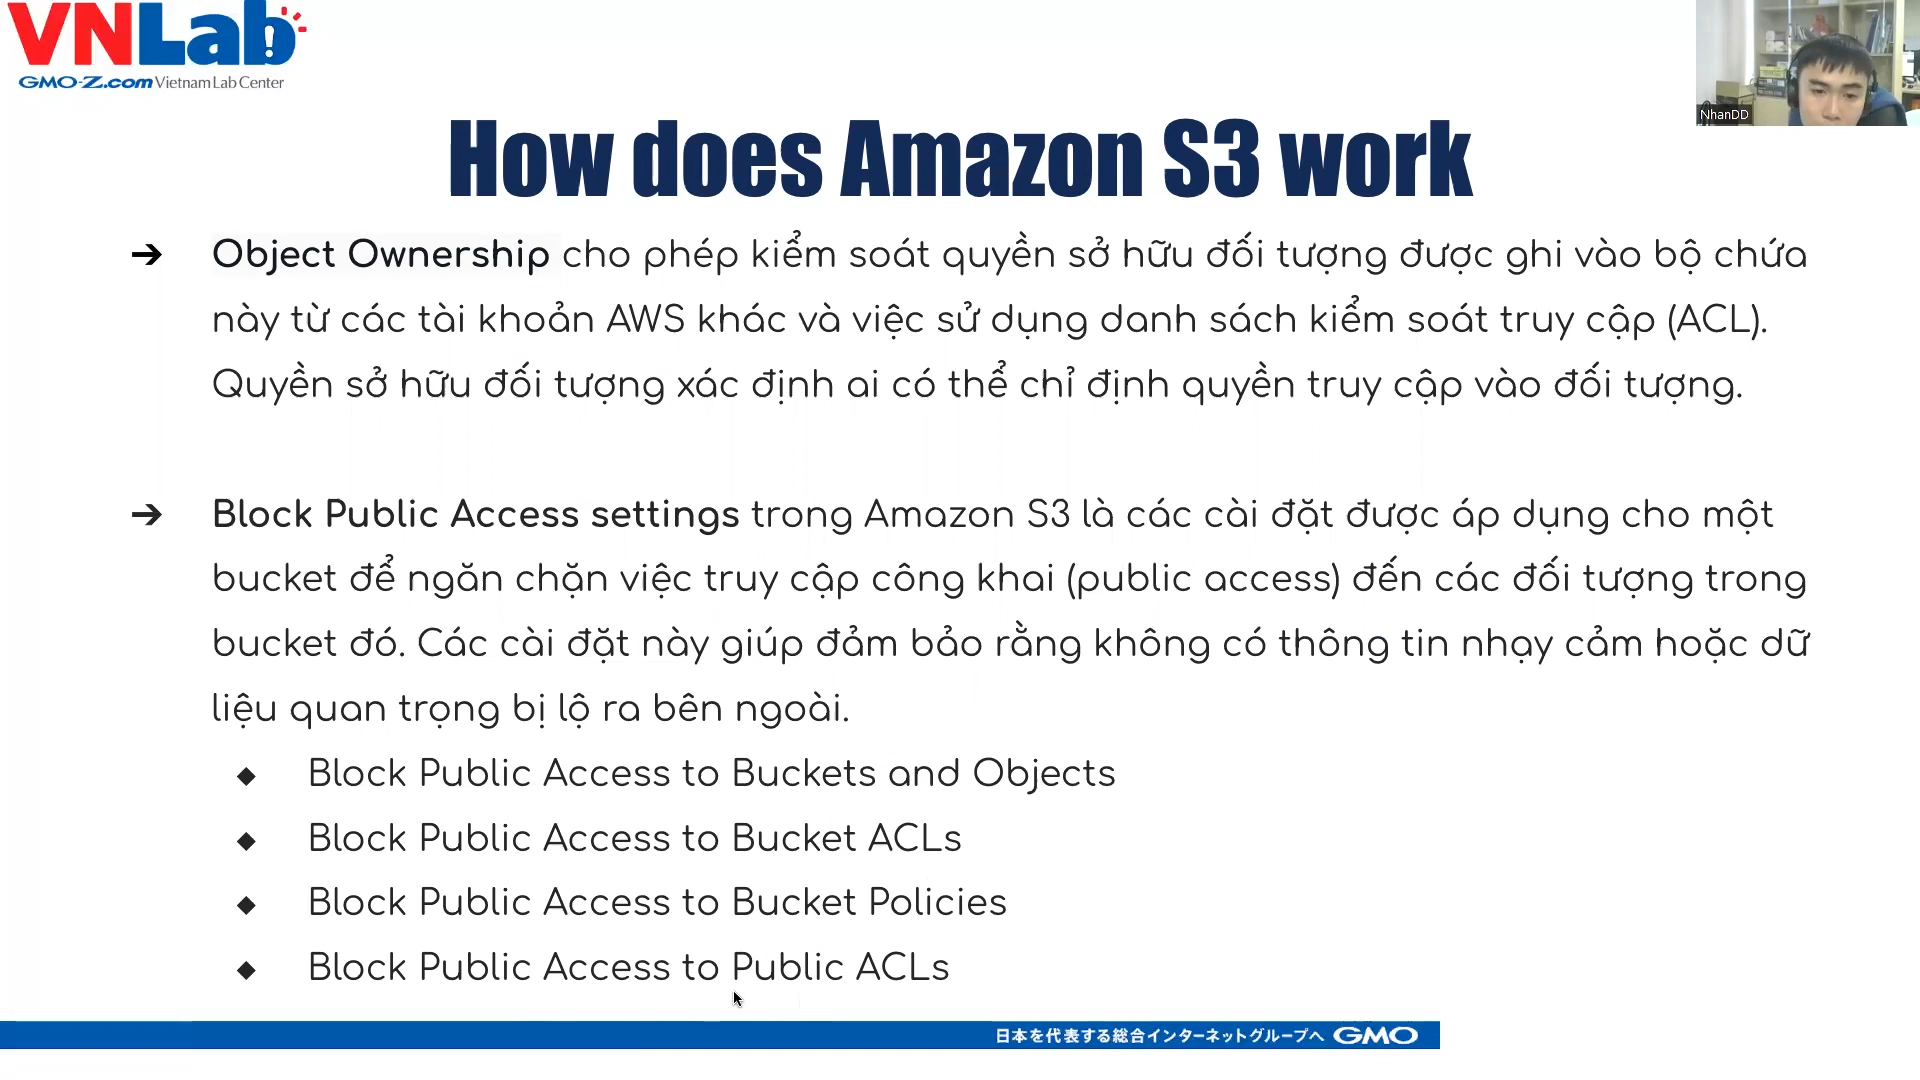 VNLab
GMO-Z.com Vietnam Lab Center
NhanDD
How does Amazon S3 work
➔ Object Ownership cho phép kiểm soát quyền sở hữu đối tượng được ghi vào bộ chứa
này từ các tài khoản AWS khác và việc sử dụng danh sách kiểm soát truy cập (ACL).
Quyền sở hữu đối tượng xác định ai có thể chỉ định quyền truy cập vào đối tượng.
➔ Block Public Access settings trong Amazon S3 là các cài đặt được áp dụng cho một
bucket để ngăn chặn việc truy cập công khai (public access) đến các đối tượng trong
bucket đó. Các cài đặt này giúp đảm bảo rằng không có thông tin nhạy cảm hoặc dữ
liệu quan trọng bị lộ ra bên ngoài.
◆ Block Public Access to Buckets and Objects
◆ Block Public Access to Bucket ACLs
◆ Block Public Access to Bucket Policies
◆ Block Public Access to Public ACLs
日本を代表する総合インターネットグループへ GMO